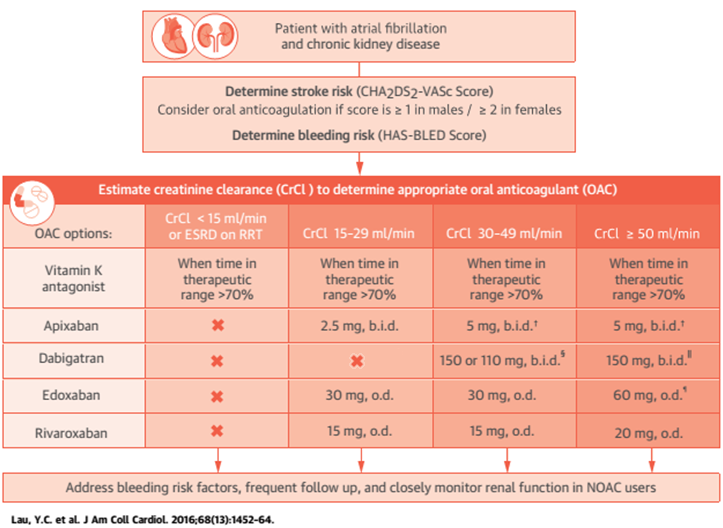 Patient with atrial fibrillation
and chronic kidney disease
Determine stroke risk (CHA2DS2-VASc Score)
Consider oral anticoagulation if score is ≥ 1 in males / ≥ 2 in females
Determine bleeding risk (HAS-BLED Score)
Estimate creatinine clearance (CrCl ) to determine appropriate oral anticoagulant (OAC)
OAC options:
CrCl < 15 ml/min
or ESRD on RRT
CrCl 15-29 ml/min
CrCl 30-49 ml/min
CrCl ≥ 50 ml/min
Vitamin K
antagonist
When time in
therapeutic
range >70%
When time in
therapeutic
range >70%
When time in
therapeutic
range >70%
When time in
therapeutic
range >70%
Apixaban ✖ 2.5 mg, b.i.d. 5 mg, b.i.d.† 5 mg, b.i.d.†
Dabigatran ✖ ✖ 150 or 110 mg, b.i.d.§ 150 mg, b.i.d.||
Edoxaban ✖ 30 mg, o.d. 30 mg, o.d. 60 mg, o.d.¶
Rivaroxaban ✖ 15 mg, o.d. 15 mg, o.d. 20 mg, o.d.
Address bleeding risk factors, frequent follow up, and closely monitor renal function in NOAC users
Lau, Y.C. et al. J Am Coll Cardiol. 2016;68(13):1452-64.